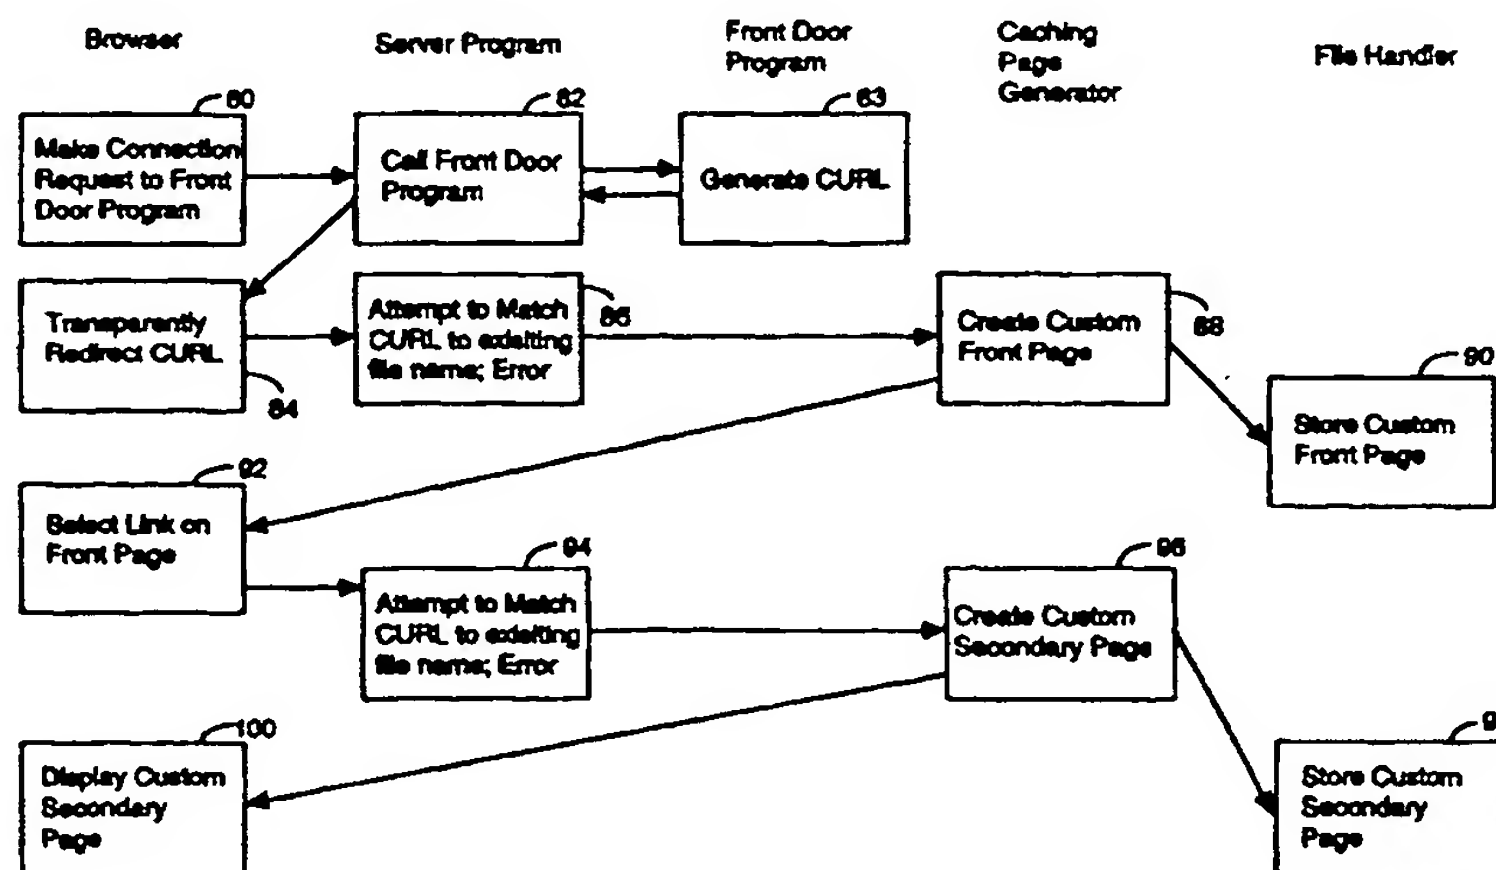 Browser
Server Program
Front Door
Program
Caching
Page
Generator
File Handler
80
Make Connection
Request to Front
Door Program
82
Call Front Door
Program
83
Generate CURL
Transparently
Redirect CURL
84
Attempt to Match
CURL to existing
file name; Error
86
Create Custom
Front Page
88
90
Store Custom
Front Page
92
Select Link on
Front Page
94
Attempt to Match
CURL to existing
file name; Error
96
Create Custom
Secondary Page
100
Display Custom
Secondary
Page
Store Custom
Secondary
Page